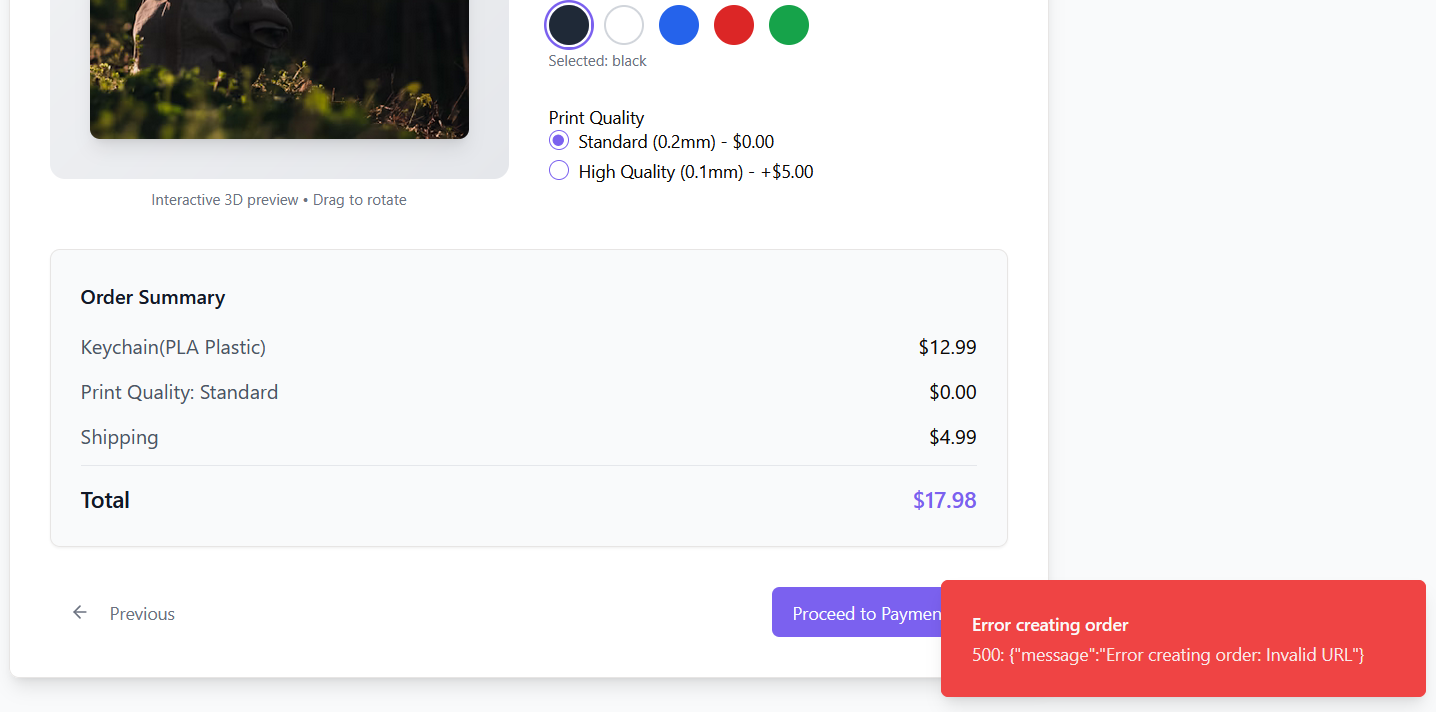 Selected: black
Print Quality
Standard (0.2mm) - $0.00
High Quality (0.1mm) - +$5.00
Interactive 3D preview • Drag to rotate
Order Summary
Keychain(PLA Plastic) $12.99
Print Quality: Standard $0.00
Shipping $4.99
Total $17.98
Previous
Proceed to Paymen
Error creating order
500: {"message":"Error creating order: Invalid URL"}